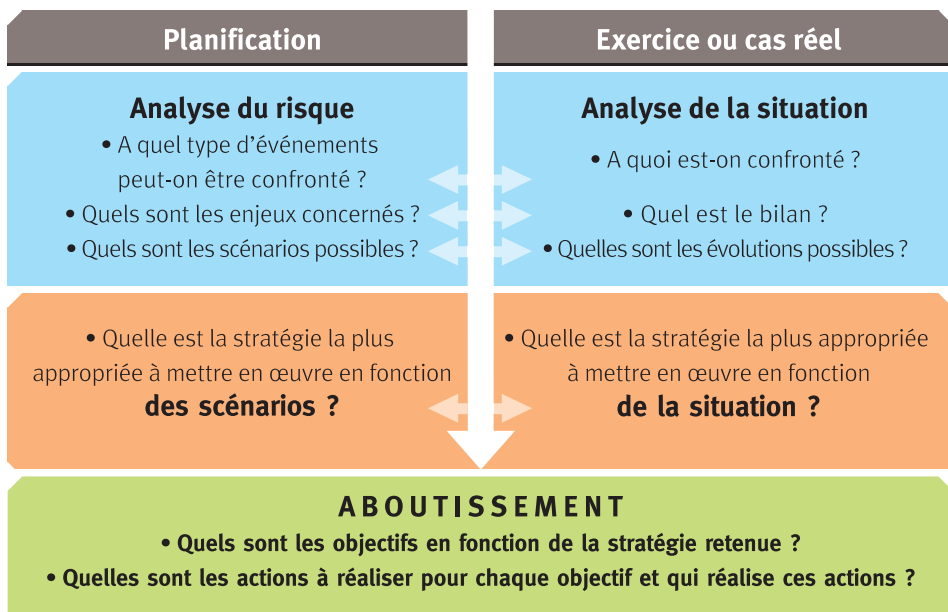 Planification
Analyse du risque
• A quel type d'événements
peut-on être confronté ?
• Quels sont les enjeux concernés ?
• Quels sont les scénarios possibles ?
• Quelle est la stratégie la plus
appropriée à mettre en œuvre en fonction
des scénarios ?
Exercice ou cas réel
Analyse de la situation
• A quoi est-on confronté ?
• Quel est le bilan ?
• Quelles sont les évolutions possibles ?
• Quelle est la stratégie la plus appropriée
à mettre en œuvre en fonction
de la situation ?
ABOUTISSEMENT
• Quels sont les objectifs en fonction de la stratégie retenue ?
• Quelles sont les actions à réaliser pour chaque objectif et qui réalise ces actions ?